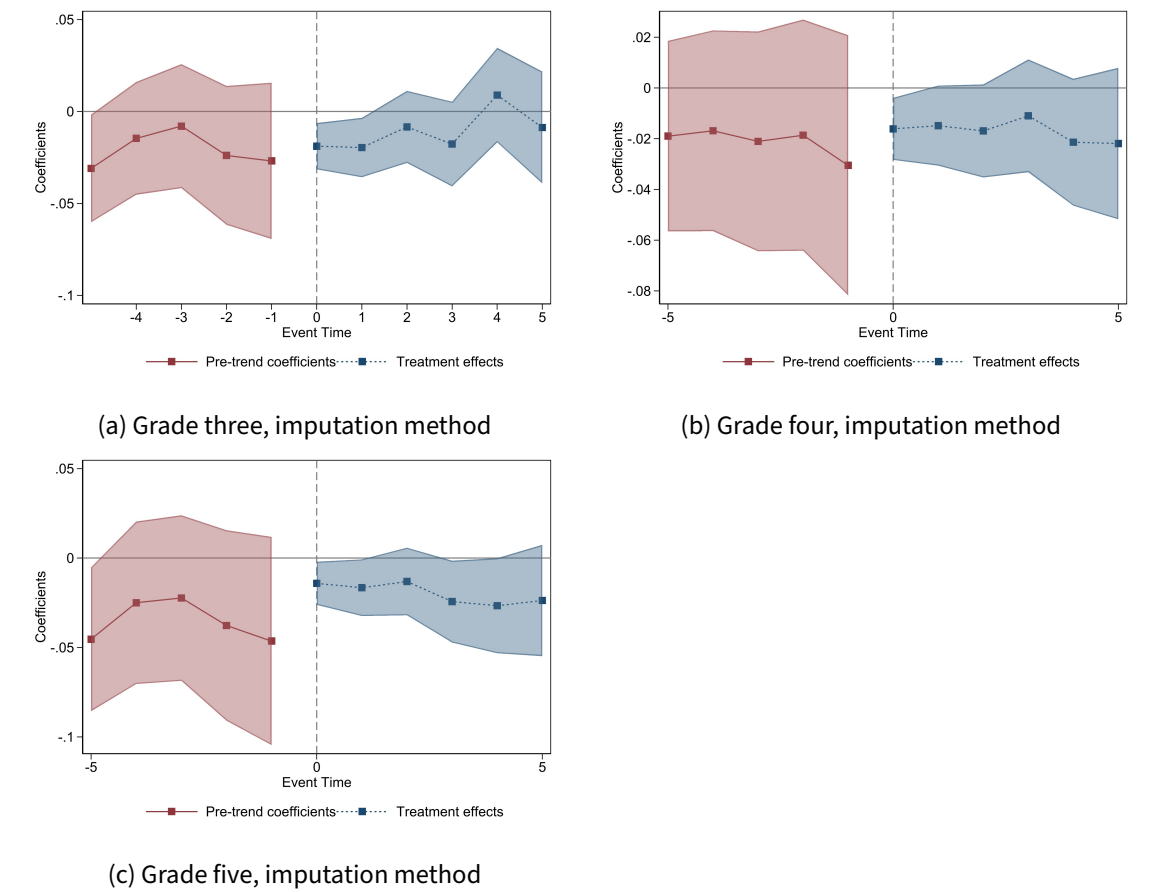 .05
0
-.05
-.1
Coefficients
-4 -3 -2 -1 0 1 2 3 4 5
Event Time
Pre-trend coefficients Treatment effects
(a) Grade three, imputation method
.02
0
-.02
-.04
-.06
-.08
Coefficients
-5 0 5
Event Time
Pre-trend coefficients Treatment effects
(b) Grade four, imputation method
.05
0
-.05
-.1
Coefficients
-5 0 5
Event Time
Pre-trend coefficients Treatment effects
(c) Grade five, imputation method